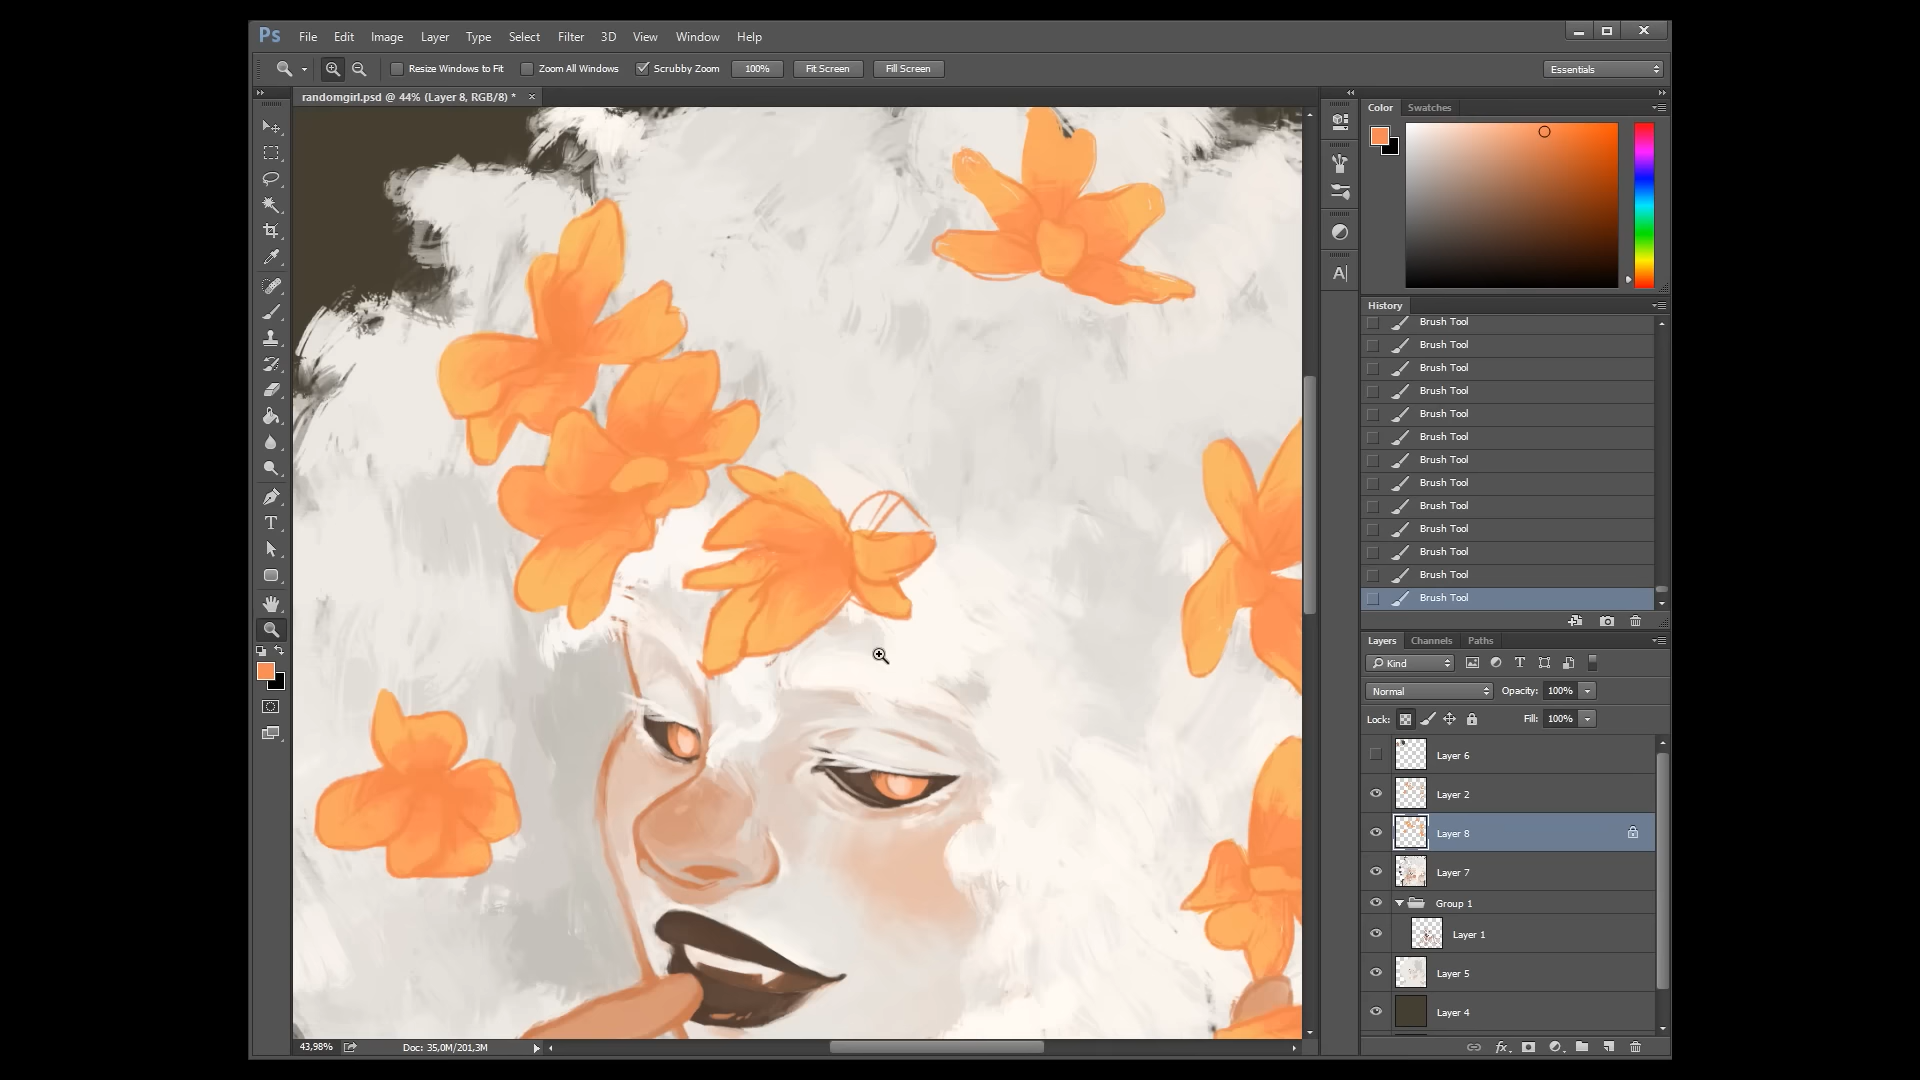 Ps File Edit Image Layer Type Select Filter 3D View Window Help
Resize Windows to Fit Zoom All Windows Scrubby Zoom 100% Fit Screen Fill Screen Essentials
randomgirl.psd @ 44% (Layer 8, RGB/8) * ×
Color Swatches
History
Brush Tool
Brush Tool
Brush Tool
Brush Tool
Brush Tool
Brush Tool
Brush Tool
Brush Tool
Brush Tool
Brush Tool
Brush Tool
Brush Tool
Brush Tool
Layers Channels Paths
Kind
Normal Opacity: 100%
Lock: Fill: 100%
Layer 6
Layer 2
Layer 8
Layer 7
Group 1
Layer 1
Layer 5
Layer 4
43,98% Doc: 35,0M/201,3M